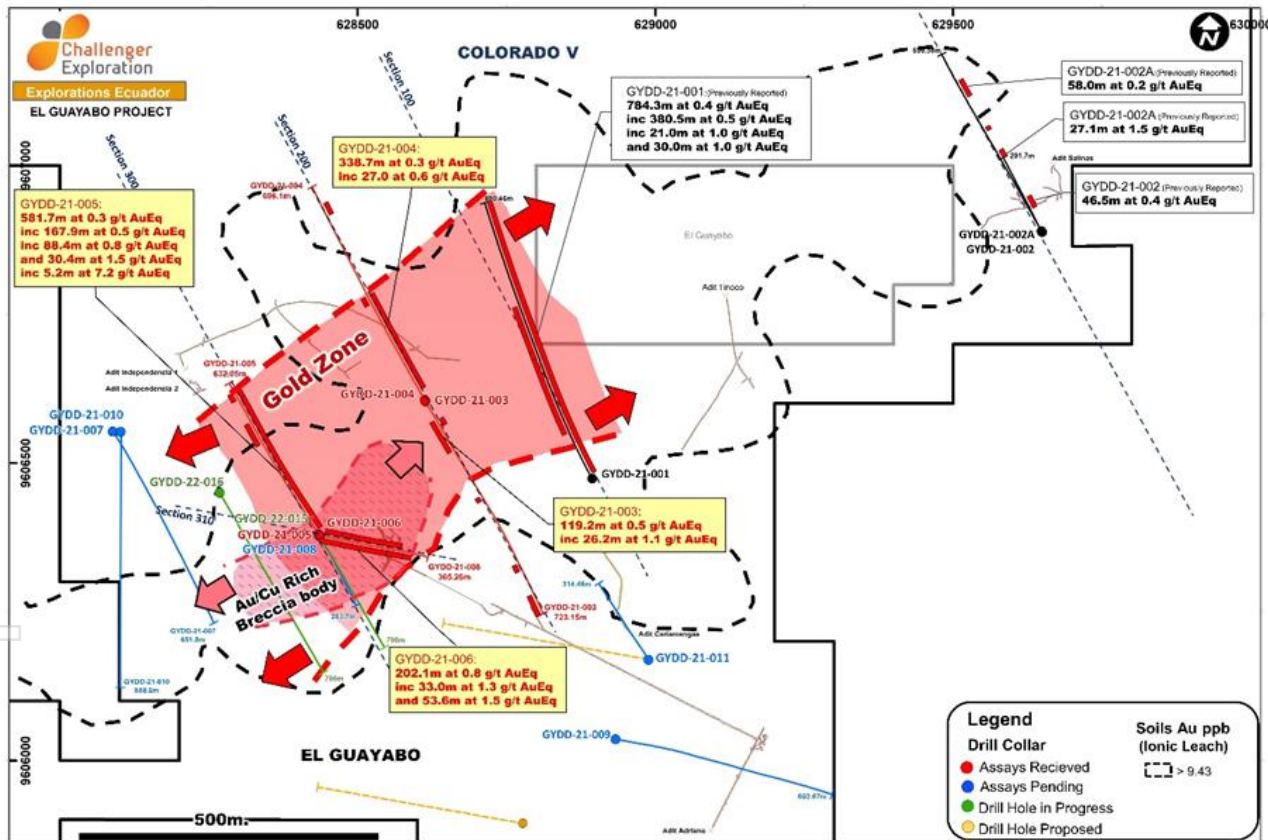 628500
629000
629500
630000
Challenger
Exploration
Explorations Ecuador
EL GUAYABO PROJECT
COLORADO V
N
Section 100
Section 200
Section 300
Section 310
9607000
9606500
9606000
GYDD-21-001: (Previously Reported)
784.3m at 0.4 g/t AuEq
inc 380.5m at 0.5 g/t AuEq
inc 21.0m at 1.0 g/t AuEq
and 30.0m at 1.0 g/t AuEq
GYDD-21-002A (Previously Reported)
58.0m at 0.2 g/t AuEq
GYDD-21-002A (Previously Reported)
27.1m at 1.5 g/t AuEq
291.7m
Adit Salinas
GYDD-21-002 (Previously Reported)
46.5m at 0.4 g/t AuEq
GYDD-21-002A
GYDD-21-002
GYDD-21-004:
338.7m at 0.3 g/t AuEq
inc 27.0 at 0.6 g/t AuEq
GYDD-21-004
696.1m
GYDD-21-005:
581.7m at 0.3 g/t AuEq
inc 167.9m at 0.5 g/t AuEq
inc 88.4m at 0.8 g/t AuEq
and 30.4m at 1.5 g/t AuEq
inc 5.2m at 7.2 g/t AuEq
El Guayabo
Adit Tinoco
Gold Zone
GYDD-21-005
632.05m
Adit Independencia 1
Adit Independencia 2
GYDD-21-004
GYDD-21-003
GYDD-21-010
GYDD-21-007
GYDD-21-001
GYDD-22-016
GYDD-21-006
GYDD-21-005
GYDD-21-008
GYDD-21-003:
119.2m at 0.5 g/t AuEq
inc 26.2m at 1.1 g/t AuEq
365.26m
Au/Cu Rich
Breccia body
GYDD-21-003
723.15m
GYDD-21-007
GYDD-21-011
GYDD-21-010
GYDD-21-006:
202.1m at 0.8 g/t AuEq
inc 33.0m at 1.3 g/t AuEq
and 53.6m at 1.5 g/t AuEq
GYDD-21-009
EL GUAYABO
Adit Adriana
500m.
Legend
Drill Collar
Assays Recieved
Assays Pending
Drill Hole in Progress
Drill Hole Proposed
Soils Au ppb
(Ionic Leach)
> 9.43